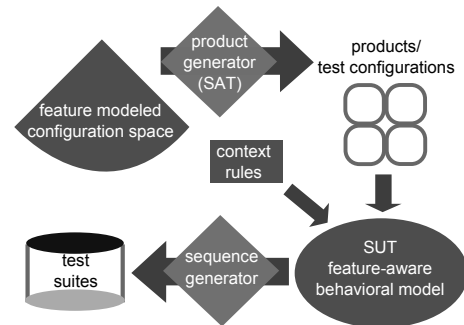 feature modeled
configuration space
product
generator
(SAT)
products/
test configurations
context
rules
SUT
feature-aware
behavioral model
sequence
generator
test
suites